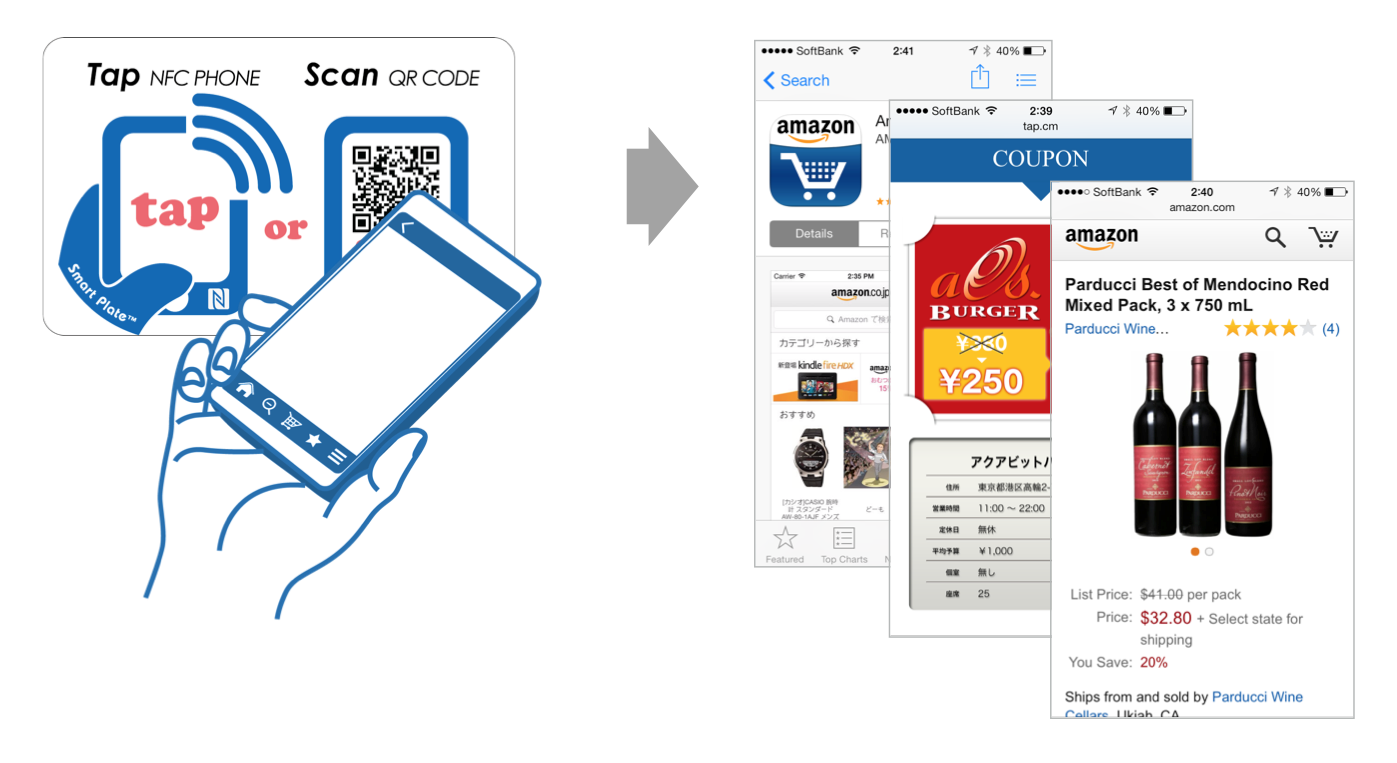 Tap NFC PHONE
Scan QR CODE
tap
or
Smart Plate™
SoftBank
2:41
40%
Search
amazon
Details
Carrier
2:35 PM
amazon.co.jp
Amazon で検
カテゴリーから探す
新登場 kindle fire HDX
おすすめ
[カシオ]CASIO 腕時
計 スタンダード
AW-80-1AJF メンズ
どーも
Featured
Top Charts
SoftBank
2:39
40%
tap.cm
COUPON
BURGER
¥380
¥250
アクアビット
住所 東京都港区高輪2-
営業時間 11:00 ~ 22:00
定休日 無休
平均予算 ¥1,000
個室 無し
座席 25
SoftBank
2:40
40%
amazon.com
amazon
Parducci Best of Mendocino Red
Mixed Pack, 3 x 750 mL
Parducci Wine...
(4)
Cabernet
Zinfandel
Pinot Noir
PARDUCCI
PARDUCCI
PARDUCCI
List Price: $41.00 per pack
Price: $32.80 + Select state for
shipping
You Save: 20%
Ships from and sold by Parducci Wine
Cellars, Ukiah, CA